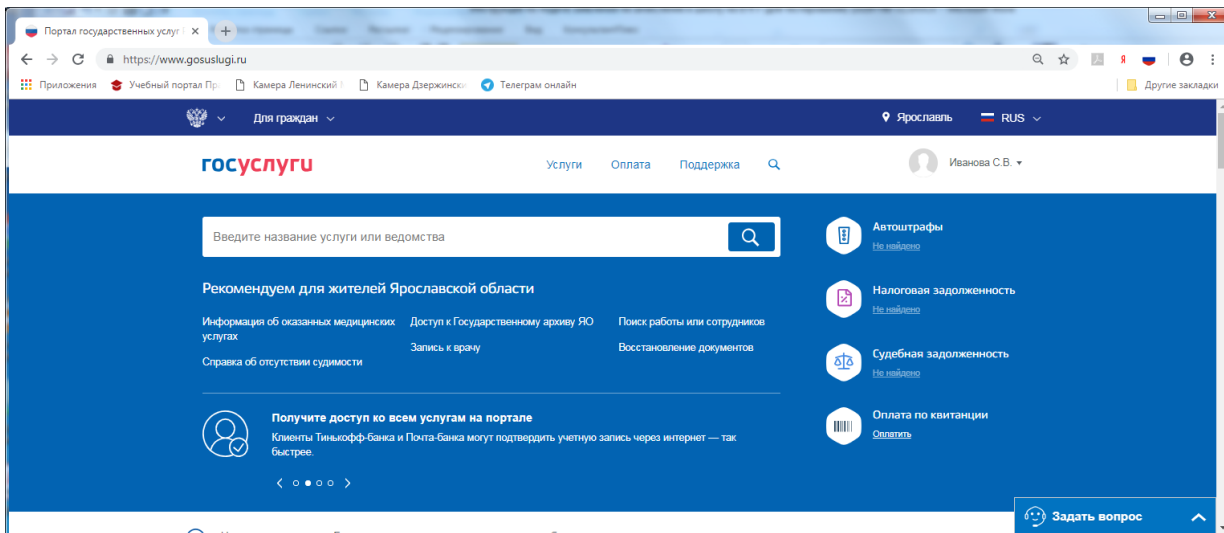 Портал государственных услуг
https://www.gosuslugi.ru
Приложения Учебный портал Пр Камера Ленинский Камера Дзержински Телеграм онлайн Другие закладки
Для граждан Ярославль RUS
госуслуги Услуги Оплата Поддержка Иванова С.В.
Введите название услуги или ведомства
Автоштрафы
Не найдено
Рекомендуем для жителей Ярославской области
Налоговая задолженность
Не найдено
Информация об оказанных медицинских услугах
Доступ к Государственному архиву ЯО
Поиск работы или сотрудников
Справка об отсутствии судимости
Запись к врачу
Восстановление документов
Судебная задолженность
Не найдено
Получите доступ ко всем услугам на портале
Клиенты Тинькофф-банка и Почта-банка могут подтвердить учетную запись через интернет — так
быстрее.
Оплата по квитанции
Оплатить
Задать вопрос